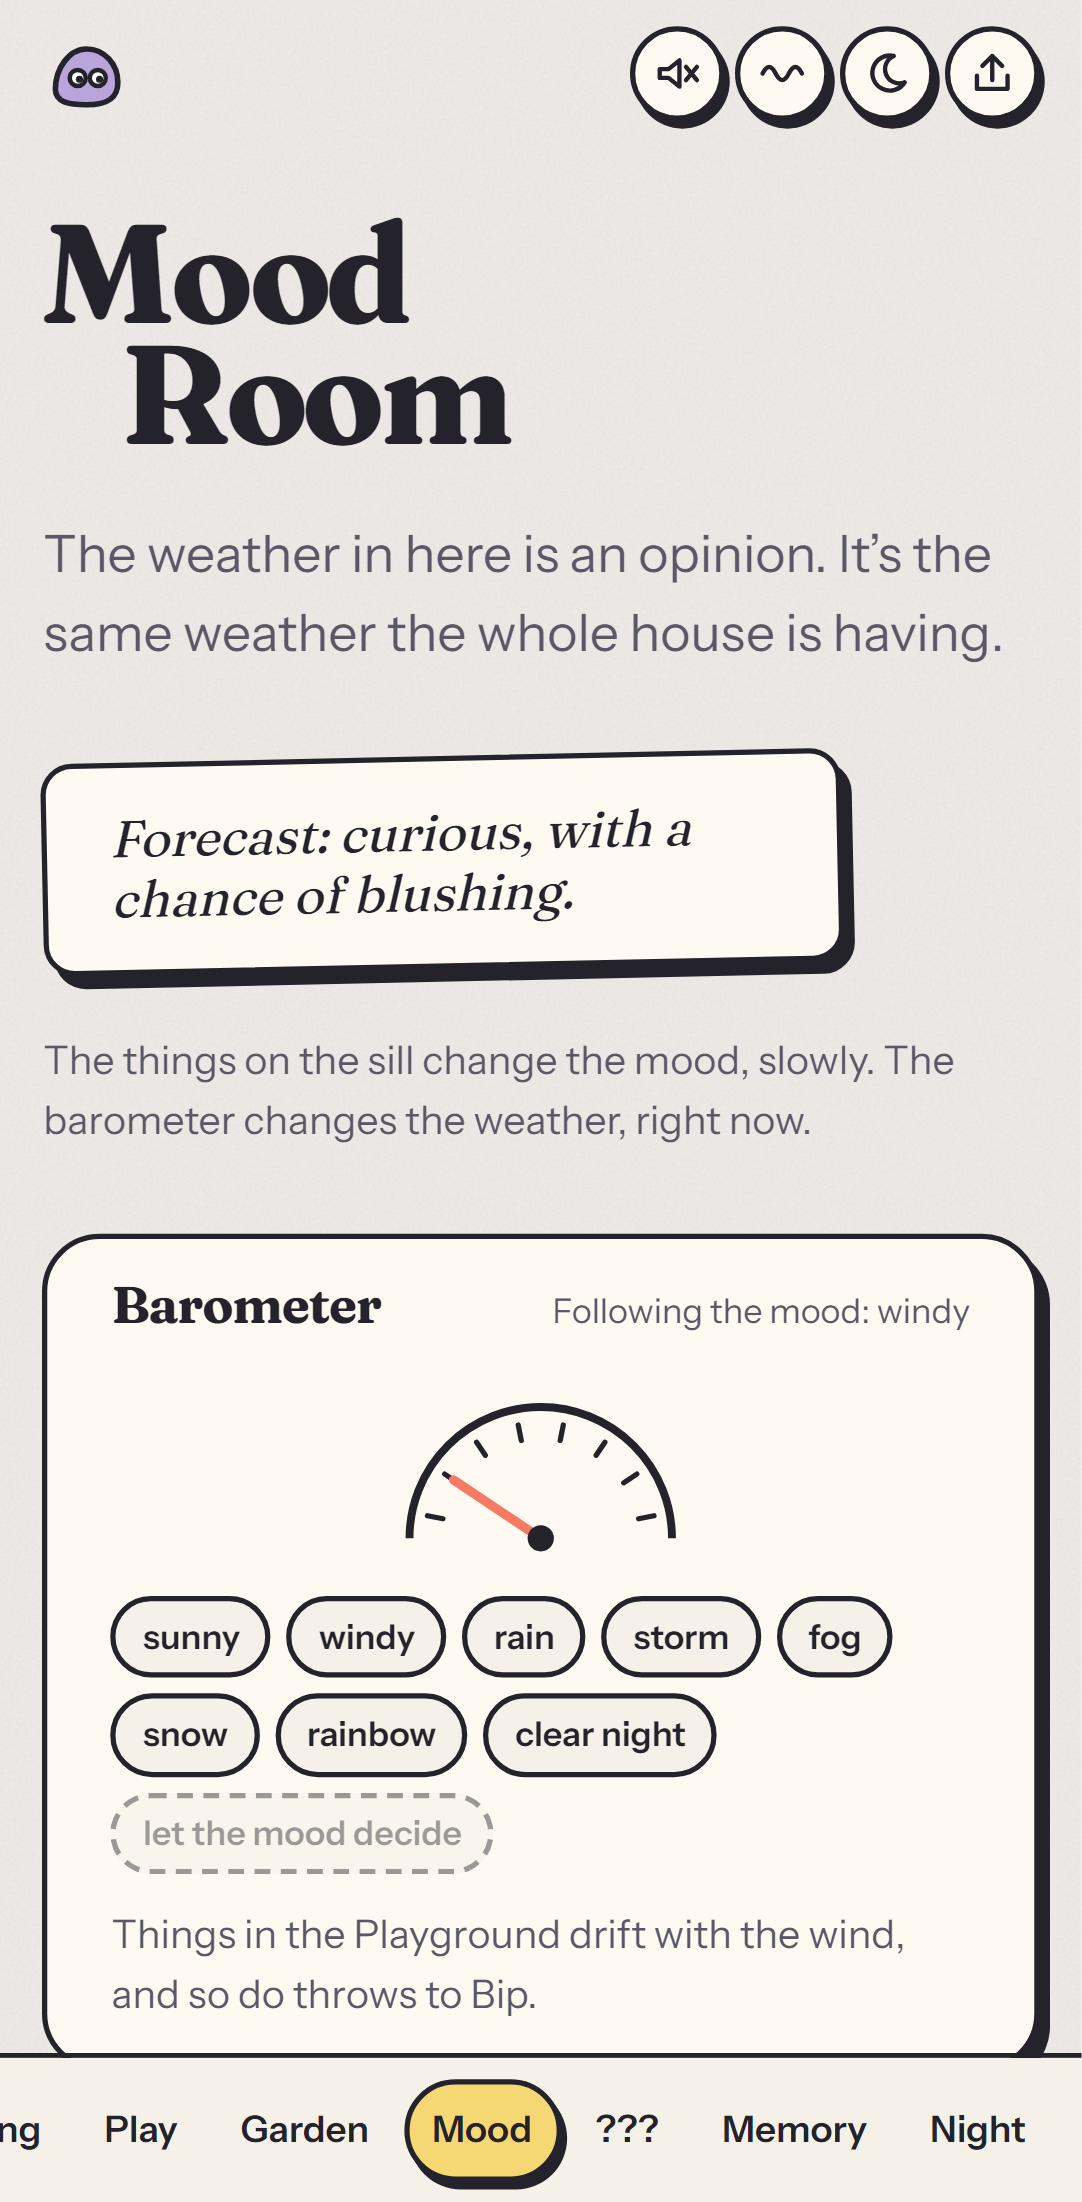 Mood
Room
The weather in here is an opinion. It’s the
same weather the whole house is having.
Forecast: curious, with a
chance of blushing.
The things on the sill change the mood, slowly. The
barometer changes the weather, right now.
Barometer
Following the mood: windy
sunny windy rain storm fog
snow rainbow clear night
let the mood decide
Things in the Playground drift with the wind,
and so do throws to Bip.
ng Play Garden Mood ??? Memory Night